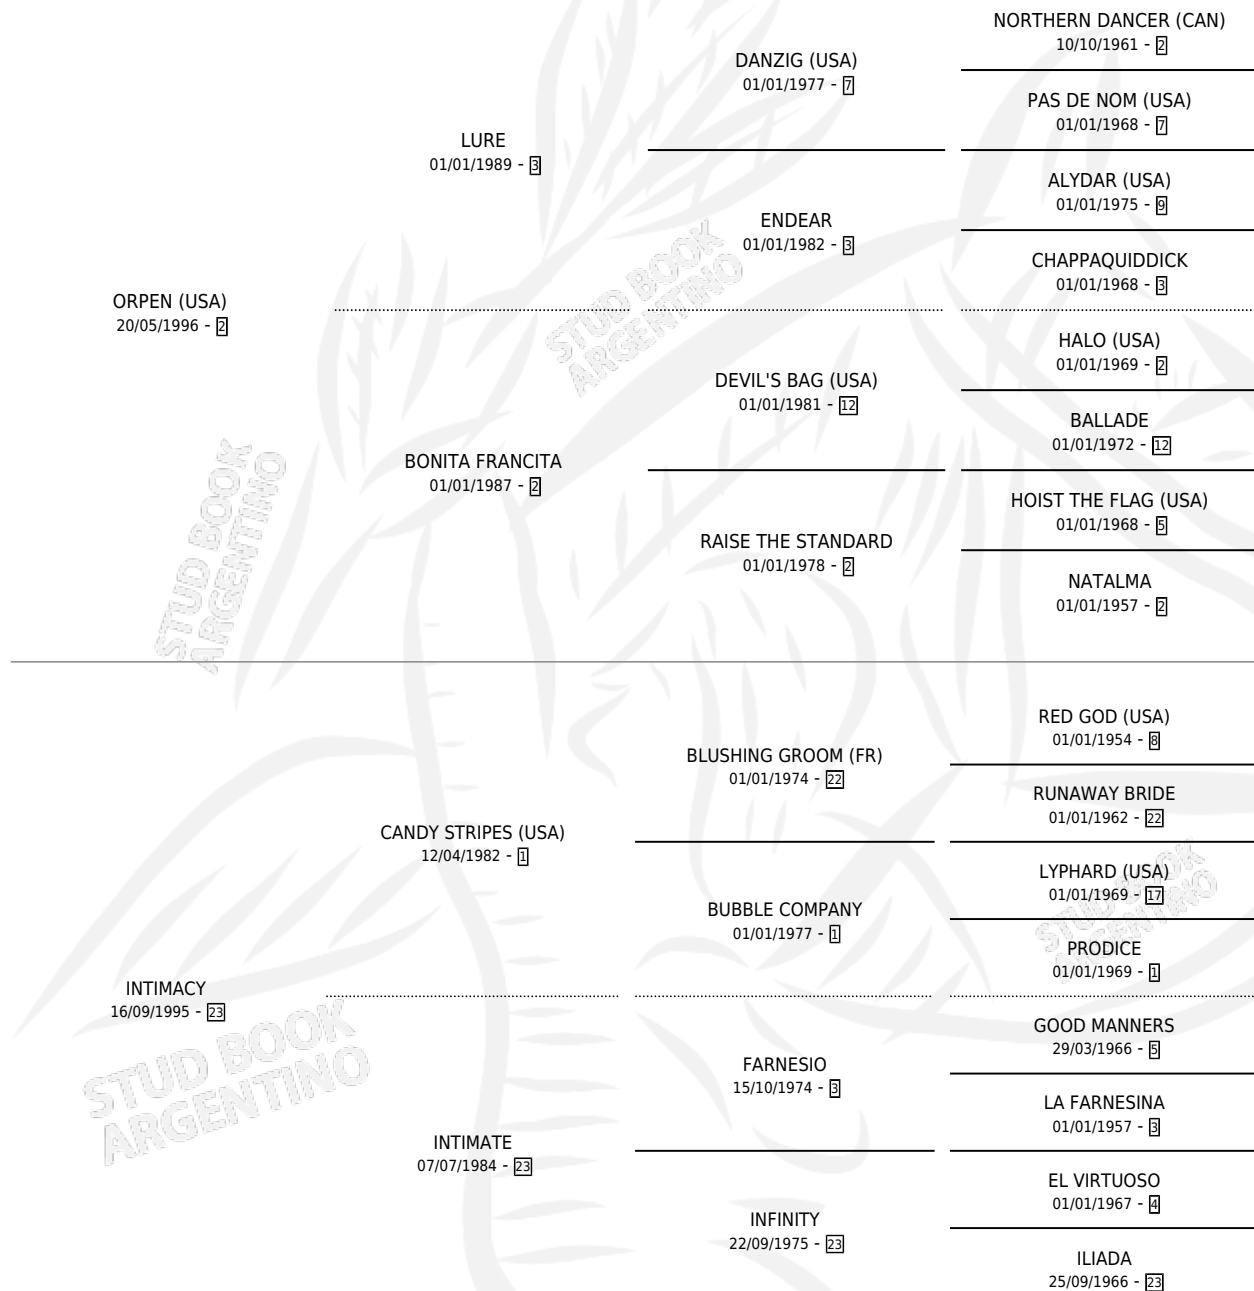 NORTHERN DANCER (CAN)
10/10/1961 - 2
DANZIG (USA)
01/01/1977 - 7
PAS DE NOM (USA)
01/01/1968 - 7
LURE
01/01/1989 - 3
ALYDAR (USA)
01/01/1975 - 9
ENDEAR
01/01/1982 - 3
CHAPPAQUIDDICK
01/01/1968 - 3
ORPEN (USA)
20/05/1996 - 2
HALO (USA)
01/01/1969 - 2
DEVIL'S BAG (USA)
01/01/1981 - 12
BALLADE
01/01/1972 - 12
BONITA FRANCITA
01/01/1987 - 2
HOIST THE FLAG (USA)
01/01/1968 - 5
RAISE THE STANDARD
01/01/1978 - 2
NATALMA
01/01/1957 - 2
STUD BOOK
ARGENTINO
STUD BOOK
ARGENTINO
RED GOD (USA)
01/01/1954 - 8
BLUSHING GROOM (FR)
01/01/1974 - 22
RUNAWAY BRIDE
01/01/1962 - 22
CANDY STRIPES (USA)
12/04/1982 - 1
LYPHARD (USA)
01/01/1969 - 17
BUBBLE COMPANY
01/01/1977 - 1
PRODICE
01/01/1969 - 1
STUD BOOK
ARGENTINO
INTIMACY
16/09/1995 - 23
GOOD MANNERS
29/03/1966 - 5
FARNESIO
15/10/1974 - 3
LA FARNESINA
01/01/1957 - 3
STUD BOOK
ARGENTINO
INTIMATE
07/07/1984 - 23
EL VIRTUOSO
01/01/1967 - 4
INFINITY
22/09/1975 - 23
ILIADA
25/09/1966 - 23